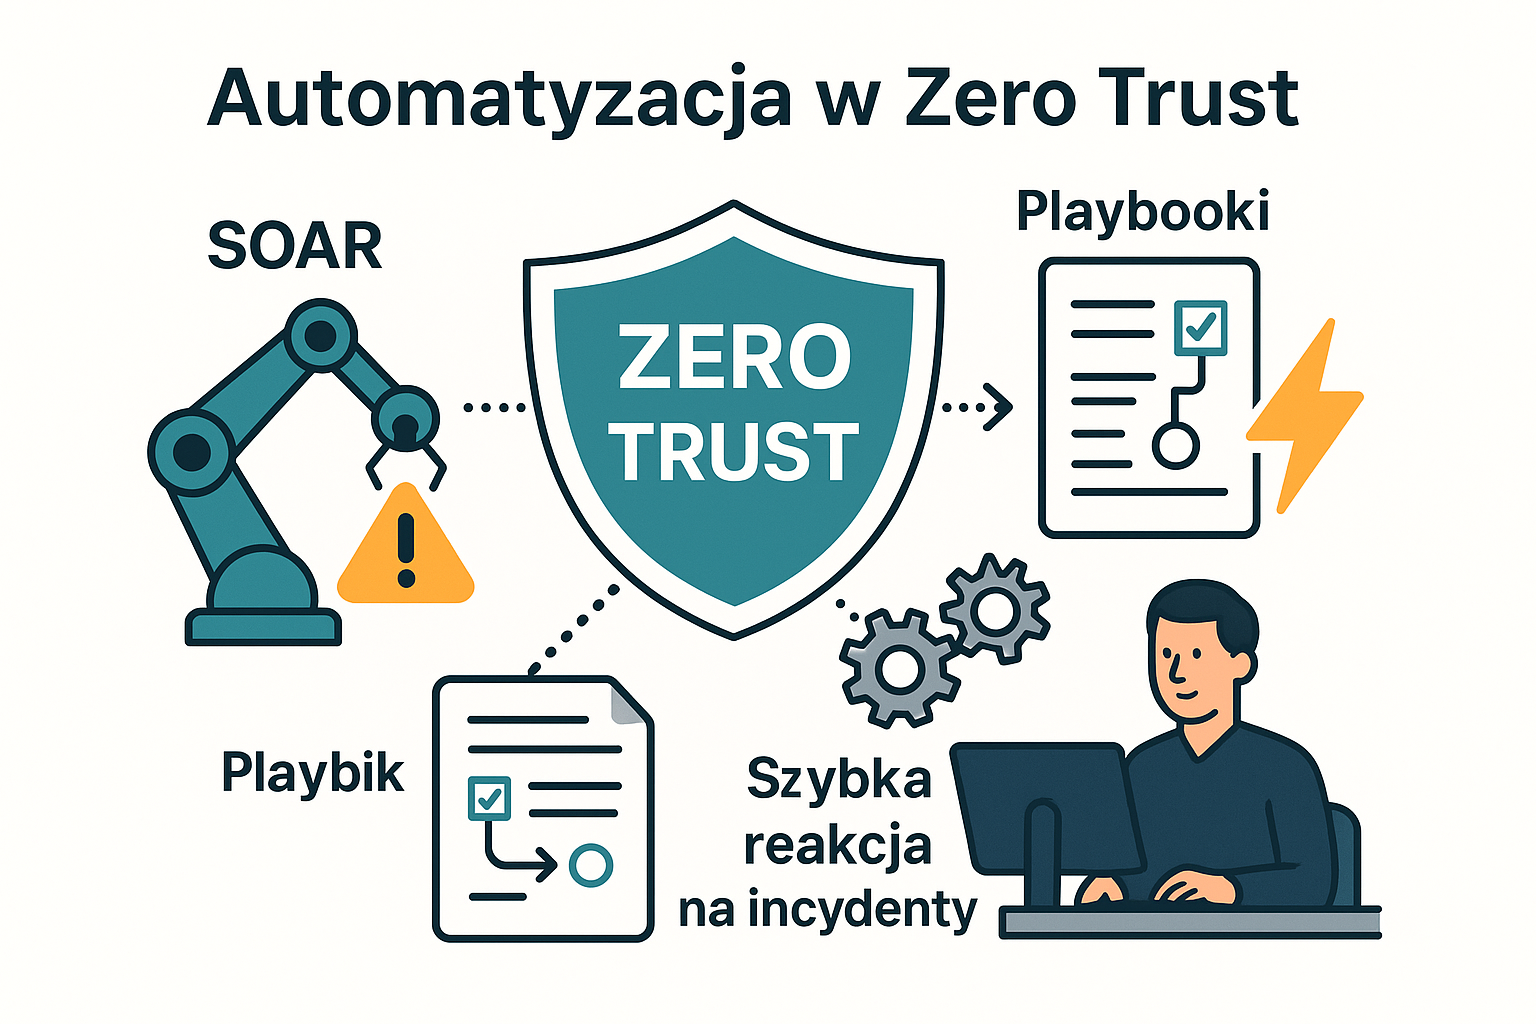 Automatyzacja w Zero Trust
SOAR
ZERO
TRUST
Playbooki
Playbik
Szybka
reakcja
na incydenty